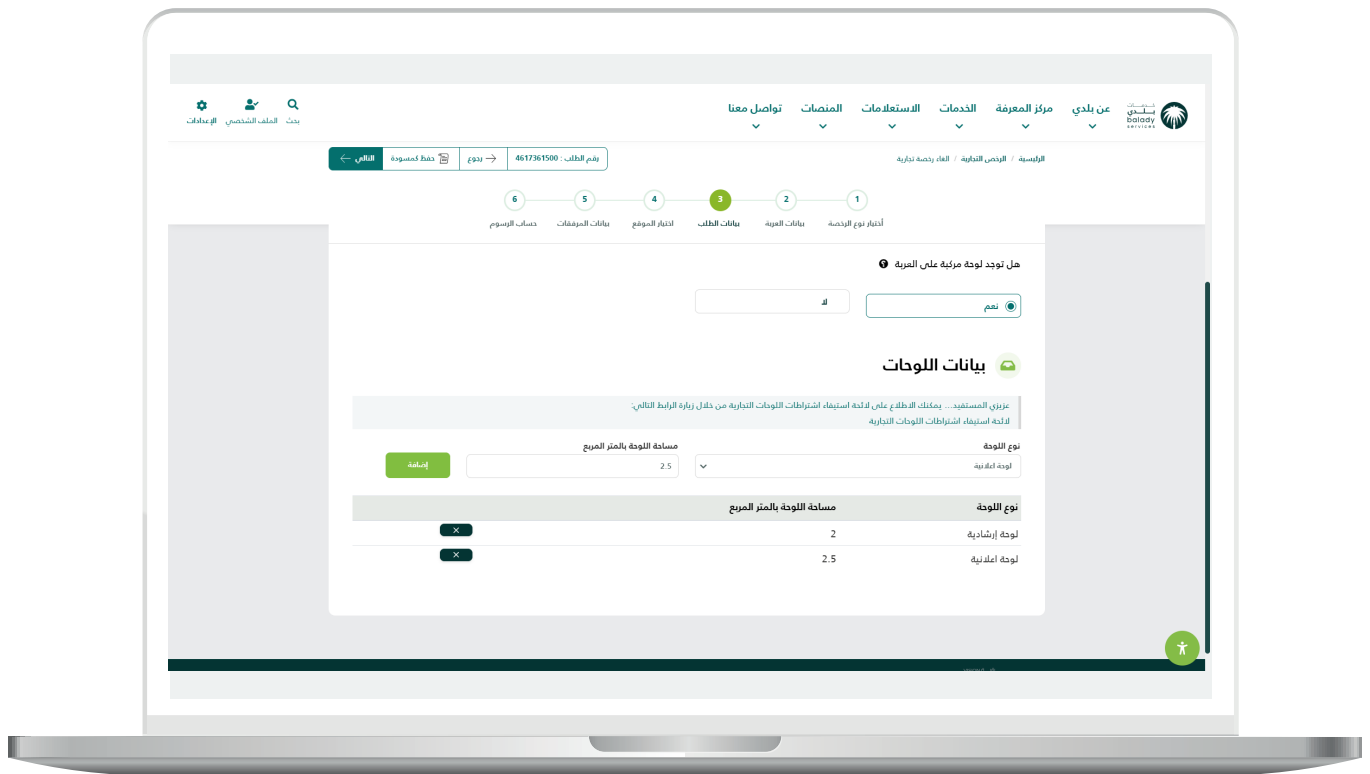 خدمات
بلدي
balady
services
عن بلدي
مركز المعرفة
الخدمات
الاستعلامات
المنصات
تواصل معنا
بحث
الملف الشخصي
الإعدادات
الرئيسية / الرخص التجارية / الغاء رخصة تجارية
رقم الطلب : 4617361500
رجوع
حفظ كمسودة
التالي
1
2
3
4
5
6
أختيار نوع الرخصة
بيانات العربة
بيانات الطلب
اختيار الموقع
بيانات المرفقات
حساب الرسوم
هل توجد لوحة مركبة على العربة
نعم
لا
بيانات اللوحات
عزيزي المستفيد... يمكنك الاطلاع على لائحة استيفاء اشتراطات اللوحات التجارية من خلال زيارة الرابط التالي:
لائحة استيفاء اشتراطات اللوحات التجارية
نوع اللوحة
مساحة اللوحة بالمتر المربع
لوحة اعلانية
2.5
إضافة
نوع اللوحة مساحة اللوحة بالمتر المربع
لوحة إرشادية 2
لوحة اعلانية 2.5